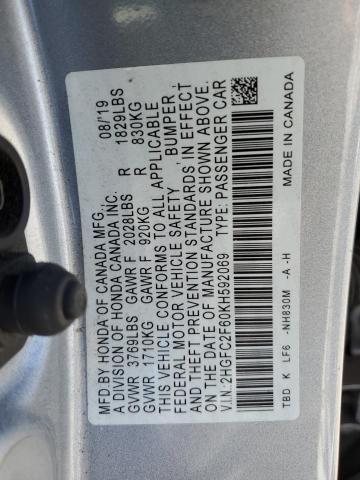 MFD. BY HONDA OF CANADA MFG. 08/'19
A DIVISION OF HONDA CANADA INC.
GVWR 3769LBS GAWR F 2028LBS R 1829LBS
GVWR 1710KG GAWR F 920KG R 830KG
THIS VEHICLE CONFORMS TO ALL APPLICABLE
FEDERAL MOTOR VEHICLE SAFETY, BUMPER,
& THEFT PREVENTION STANDARDS IN EFFECT
ON THE DATE OF MANUFACTURE SHOWN ABOVE.
V.I.N.:2HGFC2F60KH592069 TYPE: PASSENGER CAR
TBD K LF6 -NH830M -A -H MADE IN CANADA